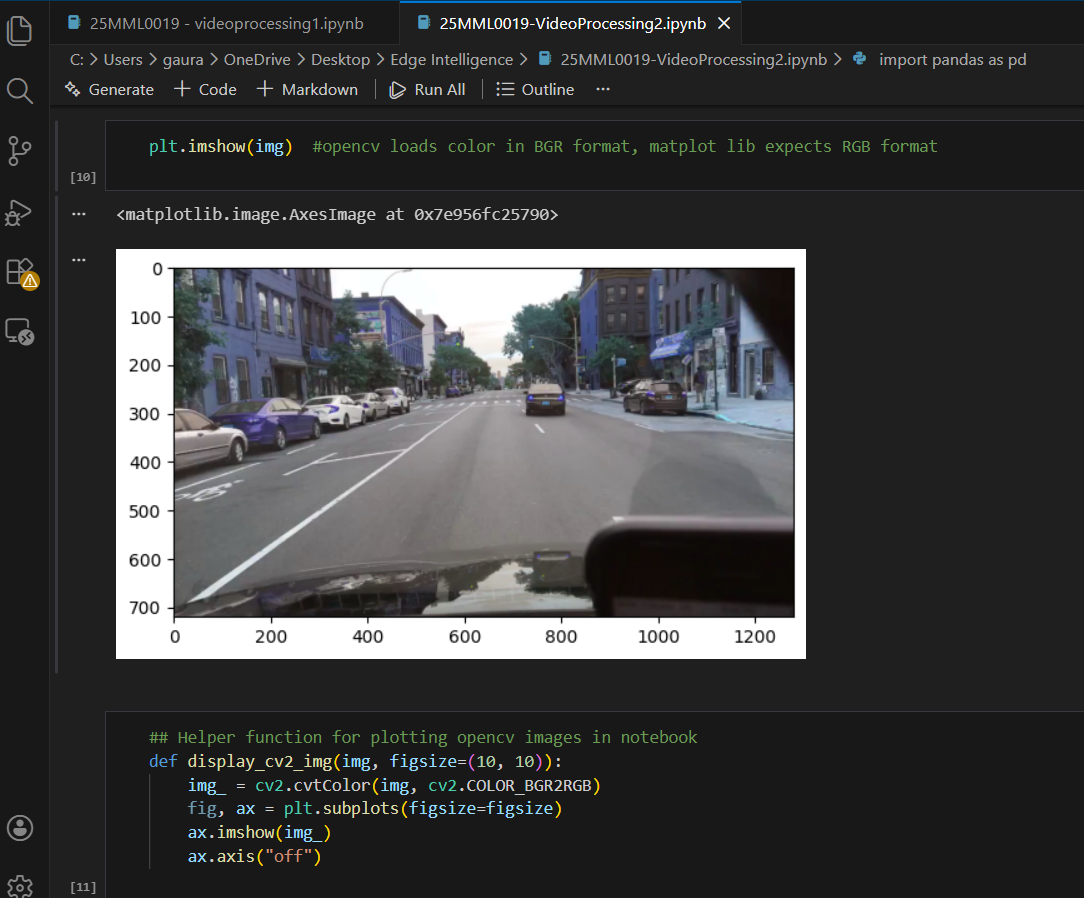 25MML0019 - videoprocessing1.ipynb
25MML0019-VideoProcessing2.ipynb
C: > Users > gaura > OneDrive > Desktop > Edge Intelligence > 25MML0019-VideoProcessing2.ipynb > import pandas as pd
Generate + Code + Markdown | Run All | Outline ...
plt.imshow(img)  #opencv loads color in BGR format, matplot lib expects RGB format
[10]
... <matplotlib.image.AxesImage at 0x7e956fc25790>
...
0
100
200
300
400
500
600
700
0 200 400 600 800 1000 1200
## Helper function for plotting opencv images in notebook
def display_cv2_img(img, figsize=(10, 10)):
    img_ = cv2.cvtColor(img, cv2.COLOR_BGR2RGB)
    fig, ax = plt.subplots(figsize=figsize)
    ax.imshow(img_)
    ax.axis("off")
[11]